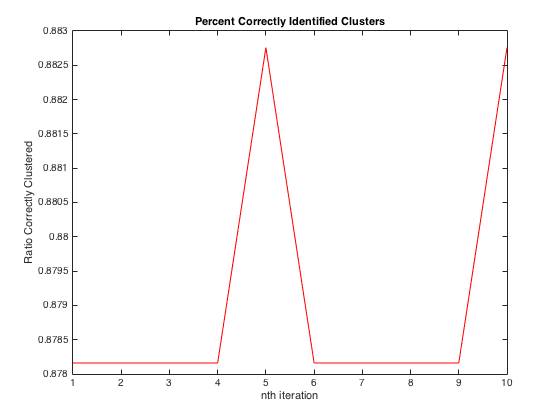 Percent Correctly Identified Clusters
Ratio Correctly Clustered
0.883
0.8825
0.882
0.8815
0.881
0.8805
0.88
0.8795
0.879
0.8785
0.878
1 2 3 4 5 6 7 8 9 10
nth iteration